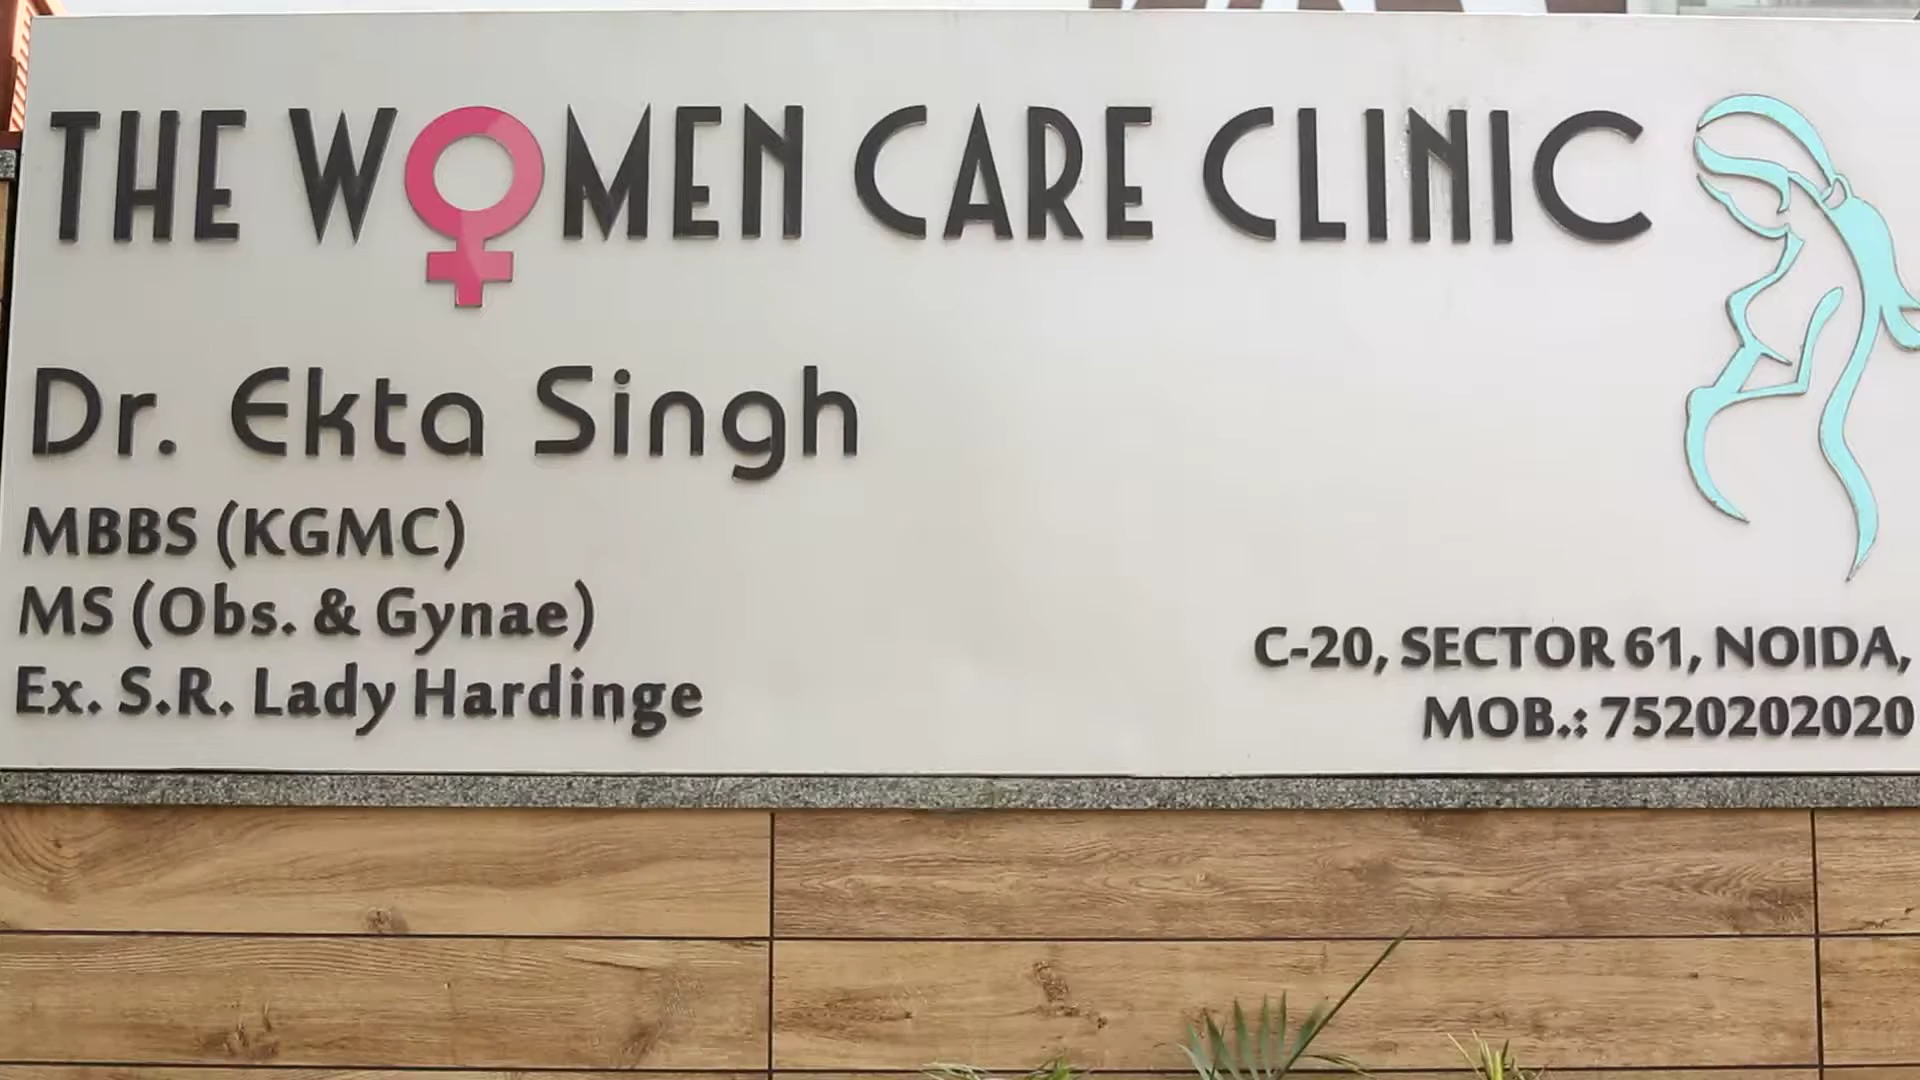 THE WOMEN CARE CLINIC
Dr. Ekta Singh
MBBS (KGMC)
MS (Obs. & Gynae)
Ex. S.R. Lady Hardinge
C-20, SECTOR 61, NOIDA,
MOB.: 7520202020